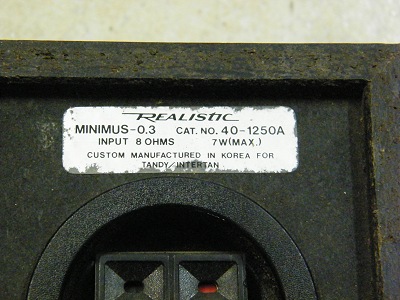 REALISTIC
MINIMUS-0.3 CAT. NO. 40-1250A
INPUT 8 OHMS 7W(MAX.)
CUSTOM MANUFACTURED IN KOREA FOR
TANDY/INTERTAN